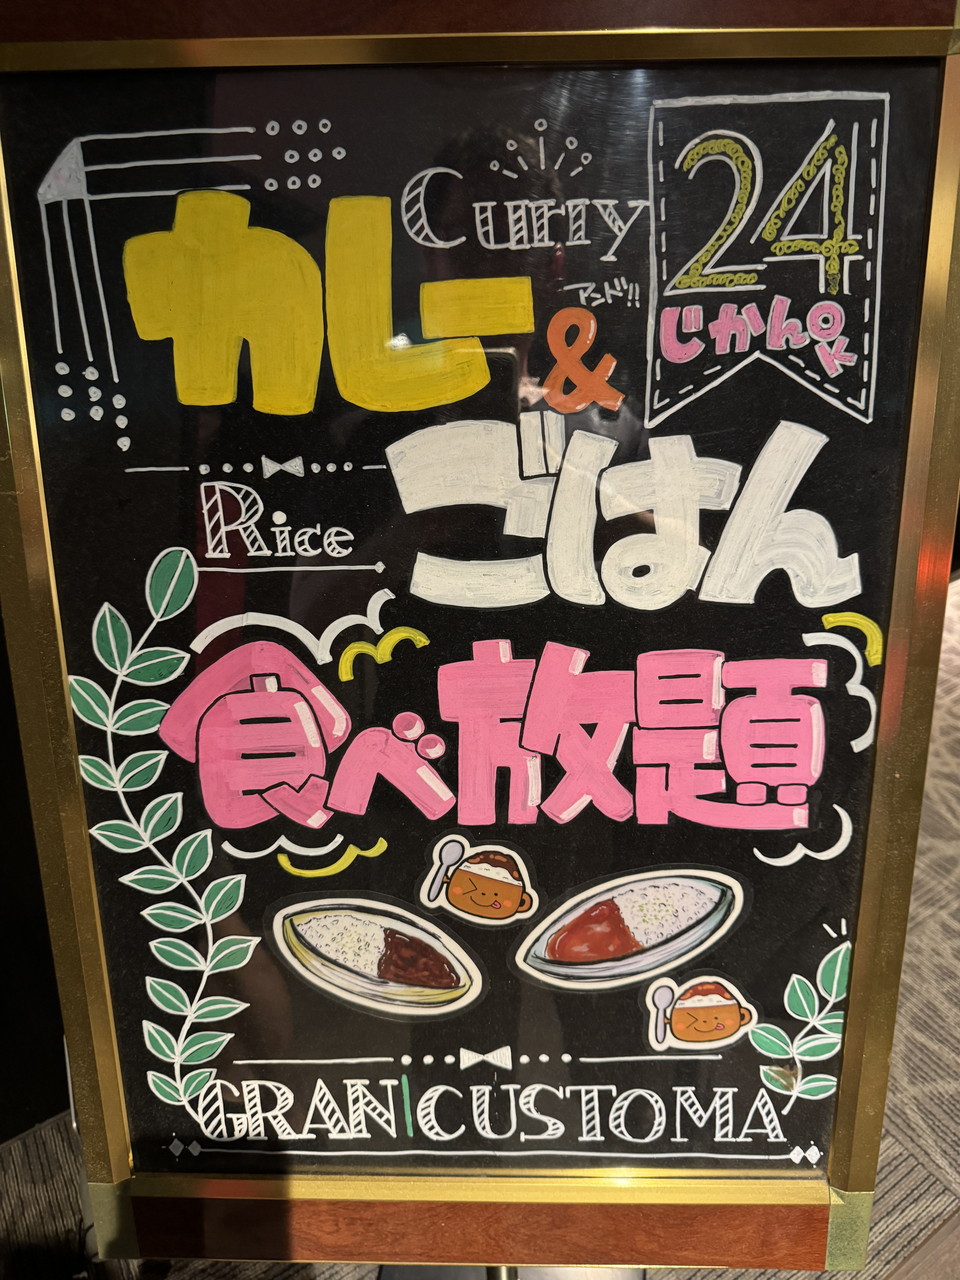 Curry
24
じかんOK
カレー
アンド!!
&
ごはん
Rice
食べ放題
GRAN|CUSTOMA